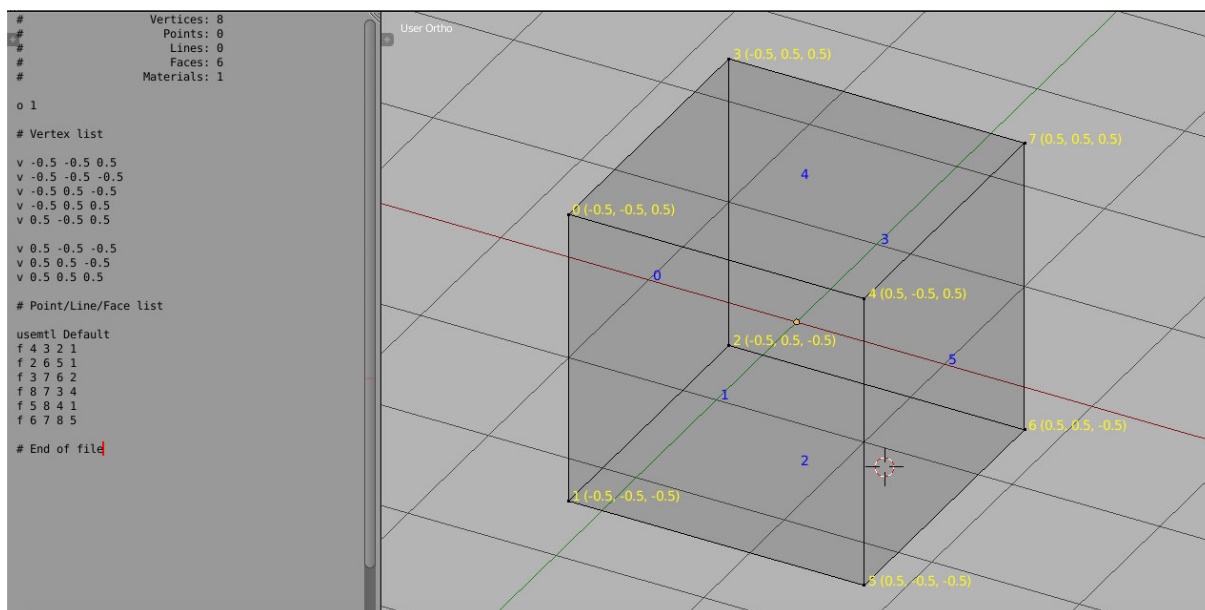 # Vertices: 8
# Points: 0
# Lines: 0
# Faces: 6
# Materials: 1
o 1
# Vertex list
v -0.5 -0.5 0.5
v -0.5 -0.5 -0.5
v -0.5 0.5 -0.5
v -0.5 0.5 0.5
v 0.5 -0.5 0.5
v 0.5 -0.5 -0.5
v 0.5 0.5 -0.5
v 0.5 0.5 0.5
# Point/Line/Face list
usemtl Default
f 4 3 2 1
f 2 6 5 1
f 3 7 6 2
f 8 7 3 4
f 5 8 4 1
f 6 7 8 5
# End of file
User Ortho
3 (-0.5, 0.5, 0.5)
7 (0.5, 0.5, 0.5)
4
0 (-0.5, -0.5, 0.5)
3
0
4 (0.5, -0.5, 0.5)
2 (-0.5, 0.5, -0.5)
5
1
6 (0.5, 0.5, -0.5)
2
1 (-0.5, -0.5, -0.5)
5 (0.5, -0.5, -0.5)